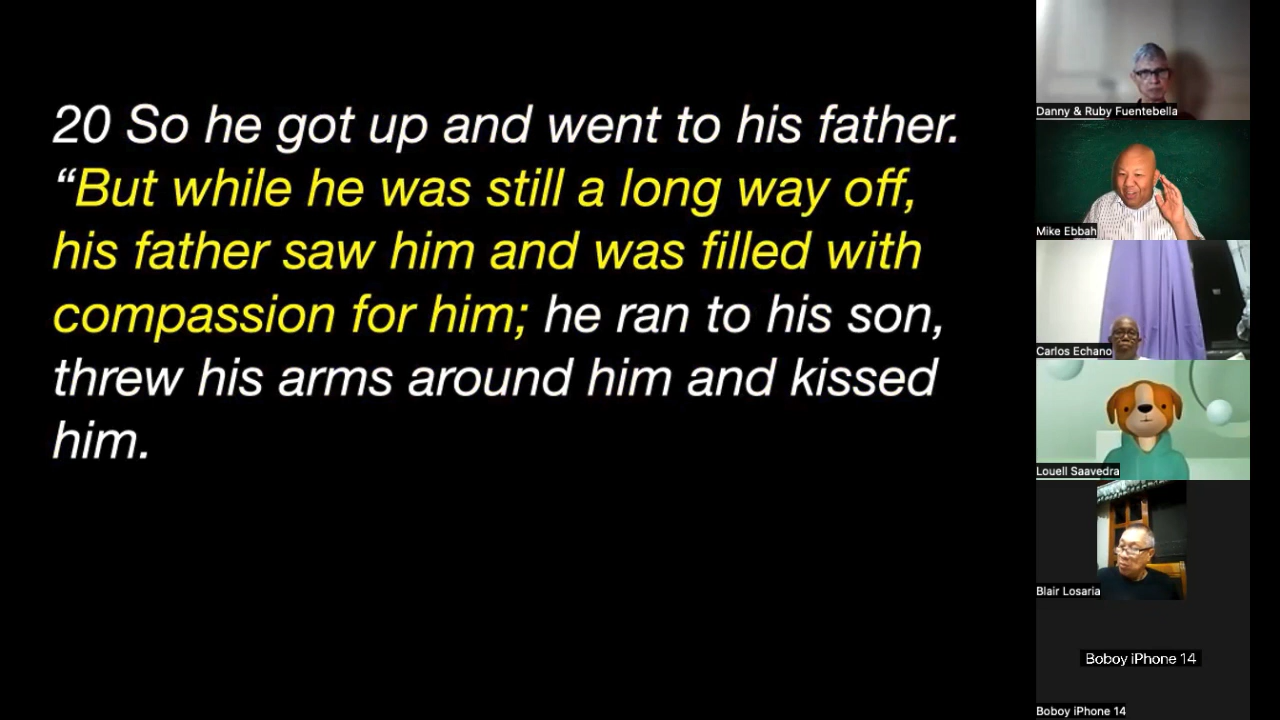 20 So he got up and went to his father.
“But while he was still a long way off,
his father saw him and was filled with
compassion for him; he ran to his son,
threw his arms around him and kissed
him.
Danny & Ruby Fuentebella
Mike Ebbah
Carlos Echano
Louell Saavedra
Blair Losaria
Boboy iPhone 14
Boboy iPhone 14